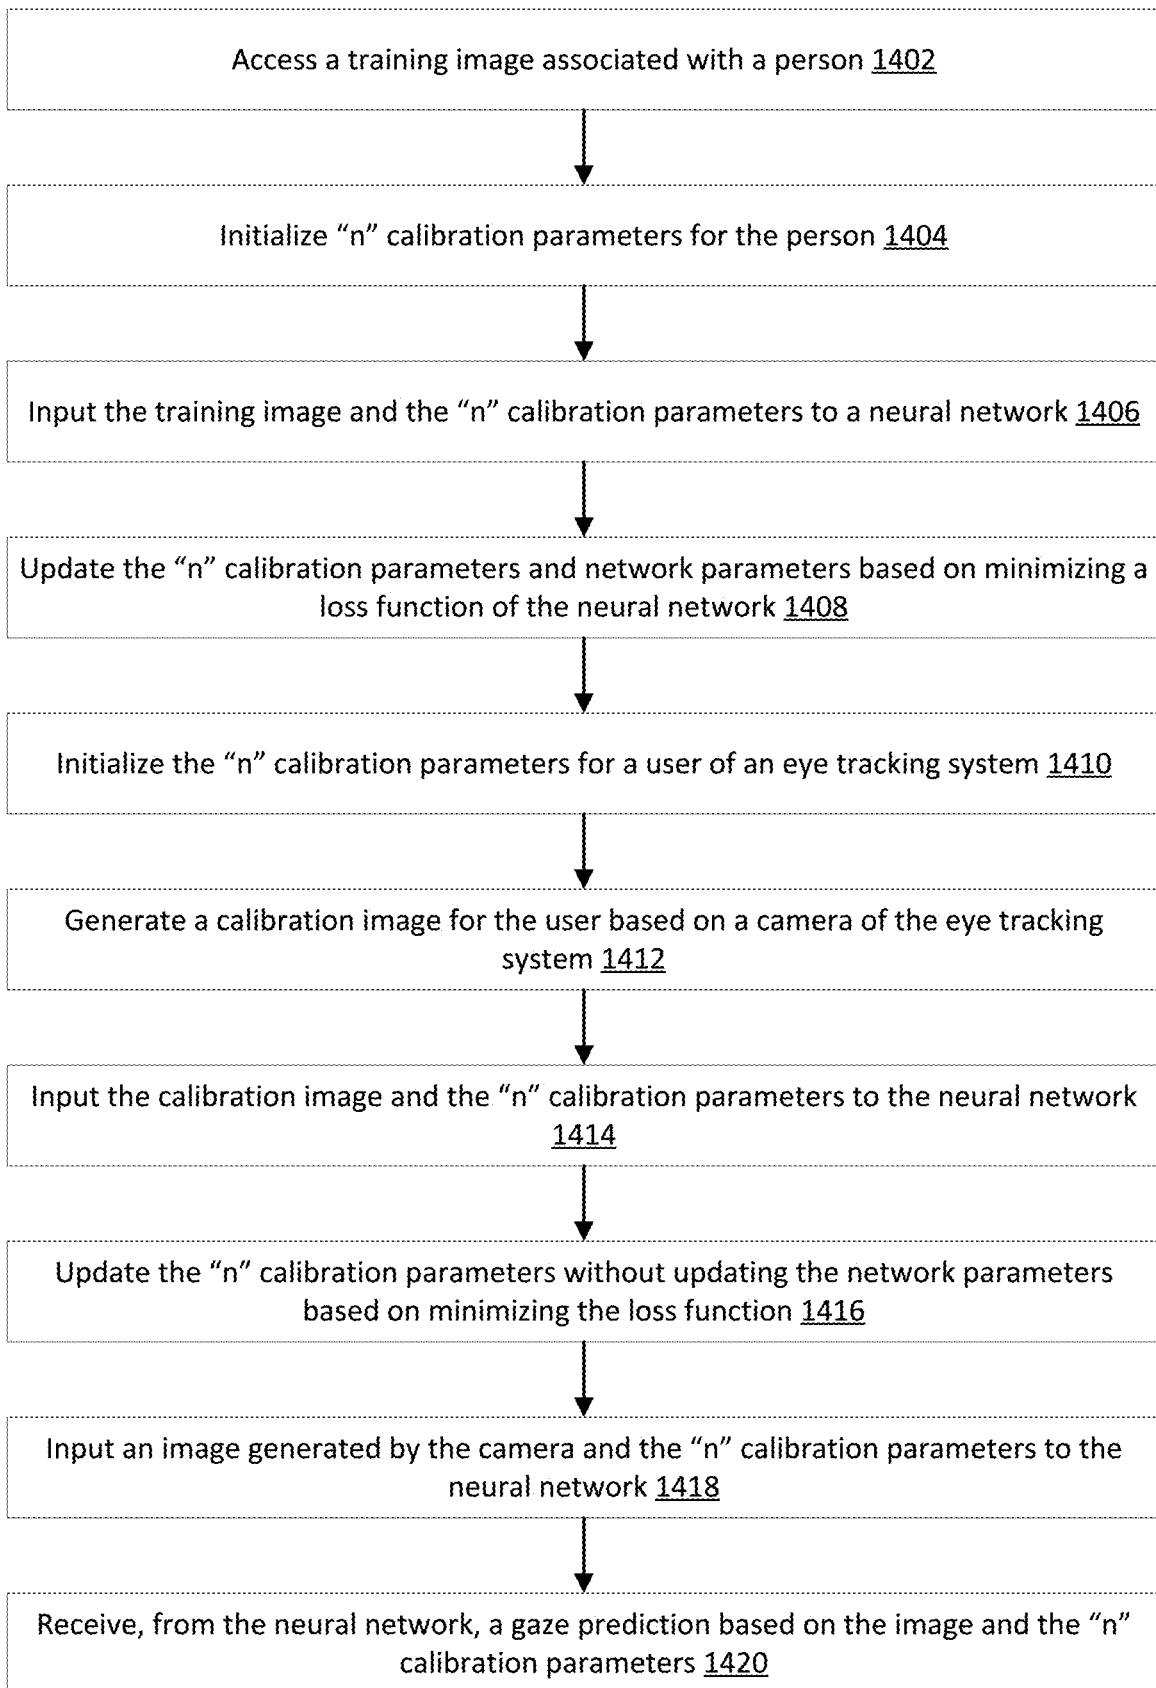 Access a training image associated with a person 1402
Initialize “n” calibration parameters for the person 1404
Input the training image and the “n” calibration parameters to a neural network 1406
Update the “n” calibration parameters and network parameters based on minimizing a
loss function of the neural network 1408
Initialize the “n” calibration parameters for a user of an eye tracking system 1410
Generate a calibration image for the user based on a camera of the eye tracking
system 1412
Input the calibration image and the “n” calibration parameters to the neural network
1414
Update the “n” calibration parameters without updating the network parameters
based on minimizing the loss function 1416
Input an image generated by the camera and the “n” calibration parameters to the
neural network 1418
Receive, from the neural network, a gaze prediction based on the image and the “n”
calibration parameters 1420